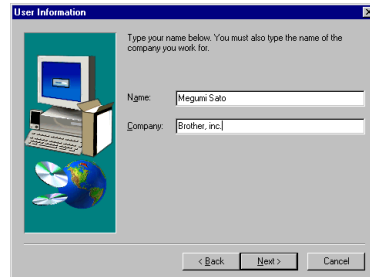 User Information
Type your name below. You must also type the name of the
company you work for.
Name: Megumi Sato
Company: Brother, inc.
< Back Next > Cancel